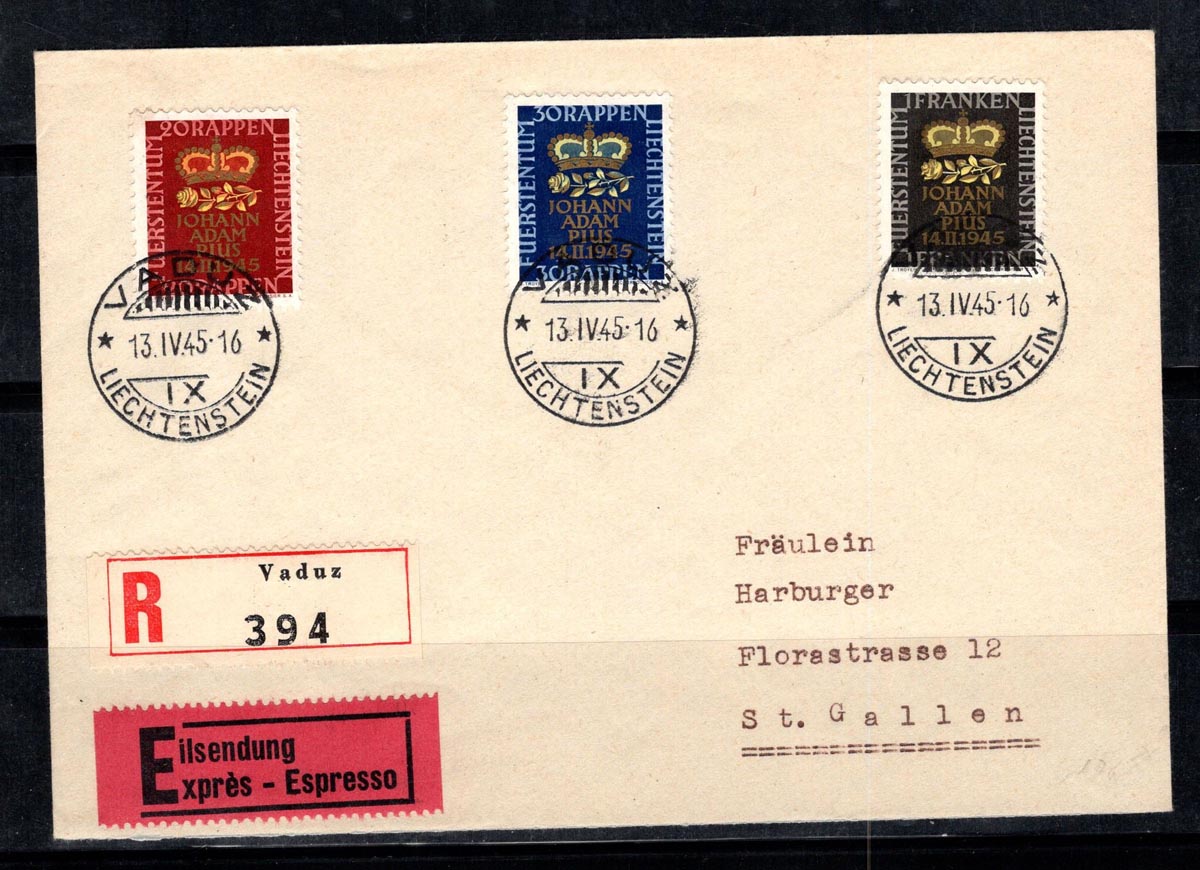 20RAPPEN
FUERSTENTUM
LIECHTENSTEIN
JOHANN
ADAM
PIUS
14.II.1945
30RAPPEN
FUERSTENTUM
LIECHTENSTEIN
JOHANN
ADAM
PIUS
14.II.1945
30RAPPEN
1FRANKEN
FUERSTENTUM
LIECHTENSTEIN
JOHANN
ADAM
PIUS
14.II.1945
1FRANKEN
VADUZ
13.IV.45-16
IX
LIECHTENSTEIN
13.IV.45-16
IX
LIECHTENSTEIN
13.IV.45-16
IX
LIECHTENSTEIN
R
Vaduz
394
Eilsendung
Exprès - Espresso
Fräulein
Harburger
Florastrasse 12
St. Gallen